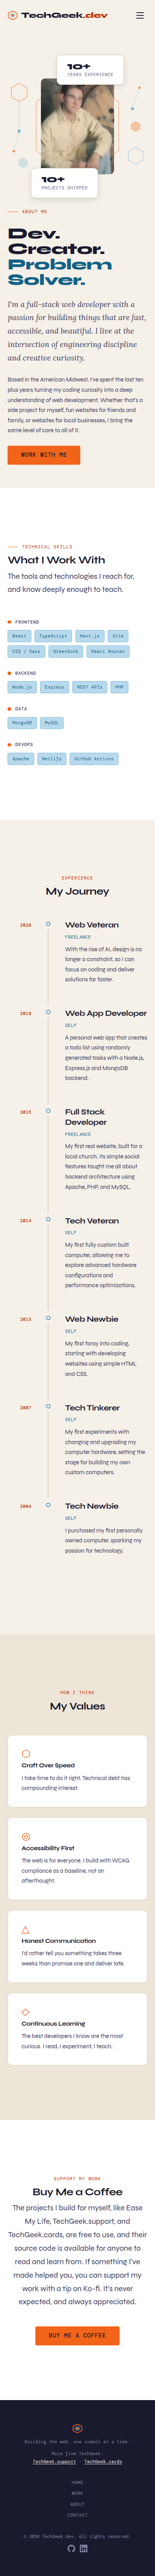 TechGeek.dev
10+
YEARS EXPERIENCE
10+
PROJECTS SHIPPED
ABOUT ME
Dev.
Creator.
Problem
Solver.
I'm a full-stack web developer with a
passion for building things that are fast,
accessible, and beautiful. I live at the
intersection of engineering discipline
and creative curiosity.
Based in the American Midwest, I've spent the last ten
plus years turning my coding curiosity into a deep
understanding of web development. Whether that's a
side project for myself, fun websites for friends and
family, or websites for local businesses, I bring the
same level of care to all of it.
WORK WITH ME
TECHNICAL SKILLS
What I Work With
The tools and technologies I reach for,
and know deeply enough to teach.
FRONTEND
React
TypeScript
Next.js
Vite
CSS / Sass
GreenSock
React Router
BACKEND
Node.js
Express
REST APIs
PHP
DATA
MongoDB
MySQL
DEVOPS
Apache
Netlify
GitHub Actions
EXPERIENCE
My Journey
2026
Web Veteran
FREELANCE
With the rise of AI, design is no
longer a constraint, so I can
focus on coding and deliver
solutions for faster.
2018
Web App Developer
SELF
A personal web app that creates
a todo list using randomly
generated tasks with a Node.js,
Express.js and MongoDB
backend.
2015
Full Stack
Developer
FREELANCE
My first real website, built for a
local church. Its simple social
features taught me all about
backend architecture using
Apache, PHP, and MySQL.
2014
Tech Veteran
SELF
My first fully custom built
computer, allowing me to
explore advanced hardware
configurations and
performance optimizations.
2013
Web Newbie
SELF
My first foray into coding,
starting with developing
websites using simple HTML
and CSS.
2007
Tech Tinkerer
SELF
My first experiments with
changing and upgrading my
computer hardware, setting the
stage for building my own
custom computers.
2004
Tech Newbie
SELF
I purchased my first personally
owned computer, sparking my
passion for technology.
HOW I THINK
My Values
Craft Over Speed
I take time to do it right. Technical debt has
compounding interest.
Accessibility First
The web is for everyone. I build with WCAG
compliance as a baseline, not an
afterthought.
Honest Communication
I'd rather tell you something takes three
weeks than promise one and deliver late.
Continuous Learning
The best developers I know are the most
curious. I read, I experiment, I teach.
SUPPORT MY WORK
Buy Me a Coffee
The projects I build for myself, like Ease
My Life, TechGeek.support, and
TechGeek.cards, are free to use, and their
source code is available for anyone to
read and learn from. If something I've
made helped you, you can support my
work with a tip on Ko-fi. It's never
expected, and always appreciated.
BUY ME A COFFEE
Building the web, one commit at a time.
More from TechGeek:
TechGeek.support · TechGeek.cards
HOME
WORK
ABOUT
CONTACT
© 2026 TechGeek.dev. All rights reserved.